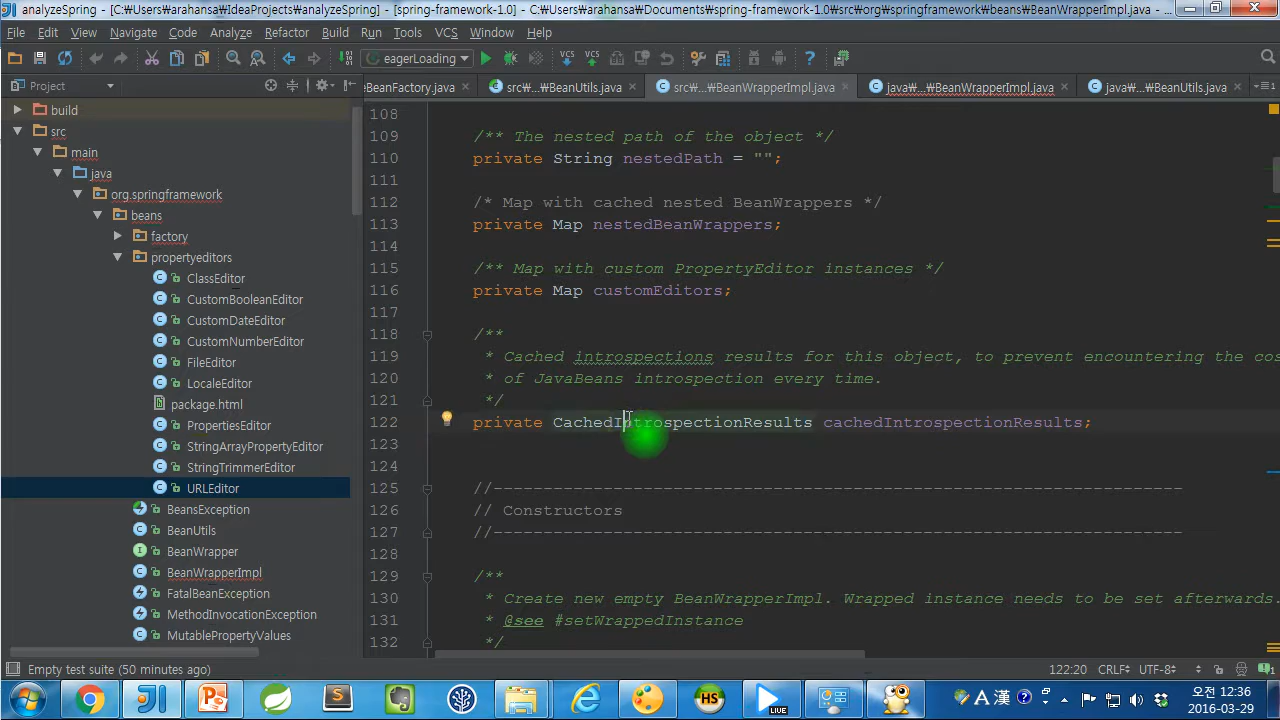 analyzeSpring - [C:\Users\arahansa\IdeaProjects\analyzeSpring] - [spring-framework-1.0] - C:\Users\arahansa\Documents\spring-framework-1.0\src\org\springframework\beans\BeanWrapperImpl.java - ...
File Edit View Navigate Code Analyze Refactor Build Run Tools VCS Window Help
eagerLoading
VCS VCS
Project
eBeanFactory.java
src\...\BeanUtils.java
src\...\BeanWrapperImpl.java
java\...\BeanWrapperImpl.java
java\...\BeanUtils.java
build
src
main
java
org.springframework
beans
factory
propertyeditors
ClassEditor
CustomBooleanEditor
CustomDateEditor
CustomNumberEditor
FileEditor
LocaleEditor
package.html
PropertiesEditor
StringArrayPropertyEditor
StringTrimmerEditor
URLEditor
BeansException
BeanUtils
BeanWrapper
BeanWrapperImpl
FatalBeanException
MethodInvocationException
MutablePropertyValues
108
109 /** The nested path of the object */
110 private String nestedPath = "";
111
112 /* Map with cached nested BeanWrappers */
113 private Map nestedBeanWrappers;
114
115 /** Map with custom PropertyEditor instances */
116 private Map customEditors;
117
118 /**
119 * Cached introspections results for this object, to prevent encountering the cos
120 * of JavaBeans introspection every time.
121 */
122 private CachedIntrospectionResults cachedIntrospectionResults;
123
124
125 //---------------------------------------------------------------------
126 // Constructors
127 //---------------------------------------------------------------------
128
129 /**
130 * Create new empty BeanWrapperImpl. Wrapped instance needs to be set afterwards.
131 * @see #setWrappedInstance
132 */
Empty test suite (50 minutes ago)
122:20 CRLF UTF-8
LIVE
A 漢
오전 12:36
2016-03-29